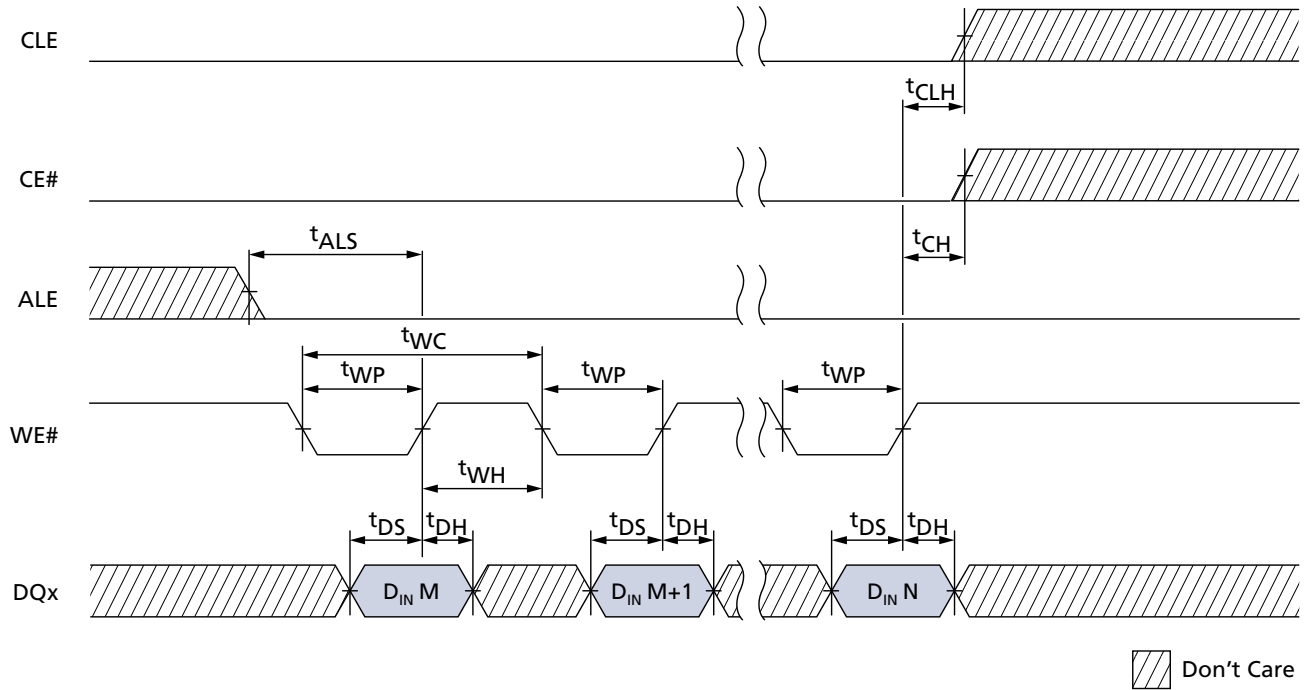 CLE
tCLH
CE#
tCH
tALS
ALE
tWC
tWP tWP tWP
WE#
tWH
tDS tDH tDS tDH tDS tDH
DQx DIN M DIN M+1 DIN N
Don't Care